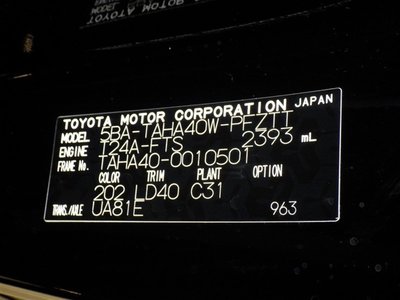 TOYOTA MOTOR CORPORATION JAPAN
MODEL 5BA-TAHA40W-PFZTT
ENGINE T24A-FTS 2393 mL
FRAME No. TAHA40-0010501
COLOR TRIM PLANT OPTION
202 LD40 C31
TRANS./AXLE UA81E 963